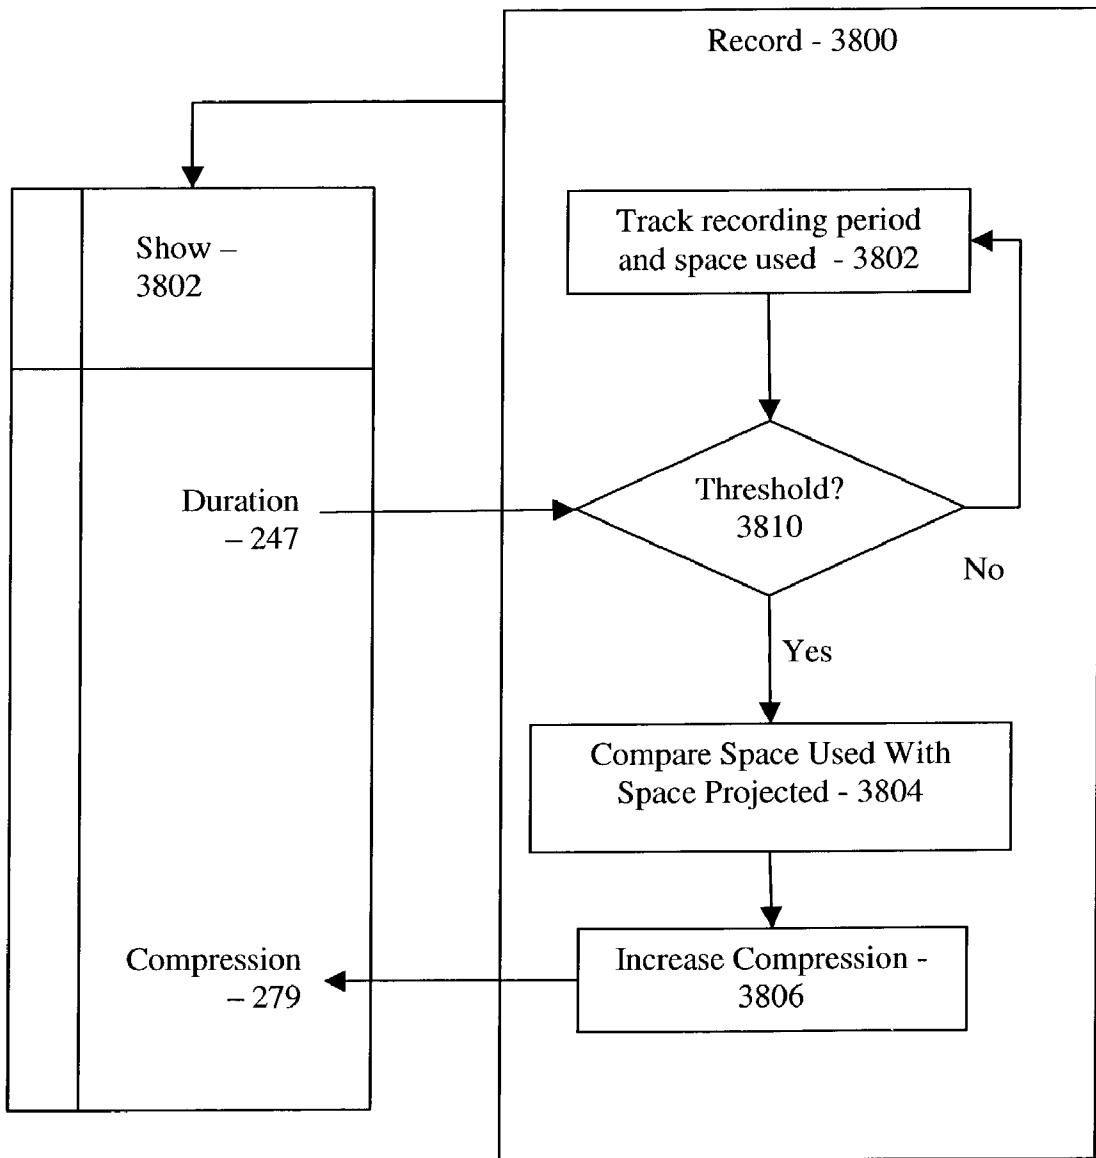 Record - 3800
Show –
3802
Track recording period
and space used - 3802
Duration
– 247
Threshold?
3810
No
Yes
Compare Space Used With
Space Projected - 3804
Compression
– 279
Increase Compression -
3806